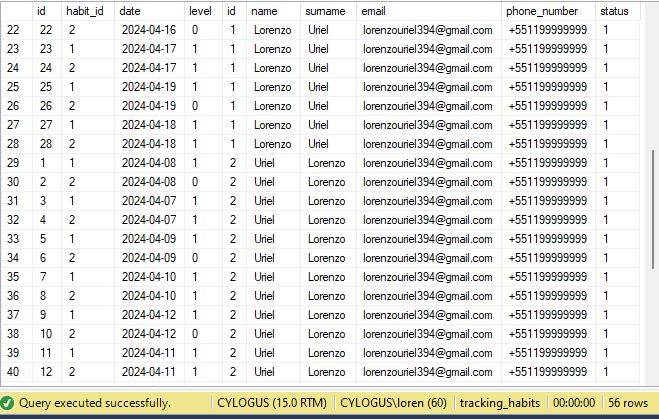 id habit_id date level id name surname email phone_number status
22 22 2 2024-04-16 0 1 Lorenzo Uriel lorenzouriel394@gmail.com +551199999999 1
23 23 1 2024-04-17 1 1 Lorenzo Uriel lorenzouriel394@gmail.com +551199999999 1
24 24 2 2024-04-17 1 1 Lorenzo Uriel lorenzouriel394@gmail.com +551199999999 1
25 25 1 2024-04-19 1 1 Lorenzo Uriel lorenzouriel394@gmail.com +551199999999 1
26 26 2 2024-04-19 0 1 Lorenzo Uriel lorenzouriel394@gmail.com +551199999999 1
27 27 1 2024-04-18 1 1 Lorenzo Uriel lorenzouriel394@gmail.com +551199999999 1
28 28 2 2024-04-18 1 1 Lorenzo Uriel lorenzouriel394@gmail.com +551199999999 1
29 1 1 2024-04-08 1 2 Uriel Lorenzo lorenzouriel394@gmail.com +551199999999 1
30 2 2 2024-04-08 0 2 Uriel Lorenzo lorenzouriel394@gmail.com +551199999999 1
31 3 1 2024-04-07 1 2 Uriel Lorenzo lorenzouriel394@gmail.com +551199999999 1
32 4 2 2024-04-07 1 2 Uriel Lorenzo lorenzouriel394@gmail.com +551199999999 1
33 5 1 2024-04-09 1 2 Uriel Lorenzo lorenzouriel394@gmail.com +551199999999 1
34 6 2 2024-04-09 0 2 Uriel Lorenzo lorenzouriel394@gmail.com +551199999999 1
35 7 1 2024-04-10 1 2 Uriel Lorenzo lorenzouriel394@gmail.com +551199999999 1
36 8 2 2024-04-10 1 2 Uriel Lorenzo lorenzouriel394@gmail.com +551199999999 1
37 9 1 2024-04-12 1 2 Uriel Lorenzo lorenzouriel394@gmail.com +551199999999 1
38 10 2 2024-04-12 0 2 Uriel Lorenzo lorenzouriel394@gmail.com +551199999999 1
39 11 1 2024-04-11 1 2 Uriel Lorenzo lorenzouriel394@gmail.com +551199999999 1
40 12 2 2024-04-11 1 2 Uriel Lorenzo lorenzouriel394@gmail.com +551199999999 1
Query executed successfully. CYLOGUS (15.0 RTM) CYLOGUS\loren (60) tracking_habits 00:00:00 56 rows